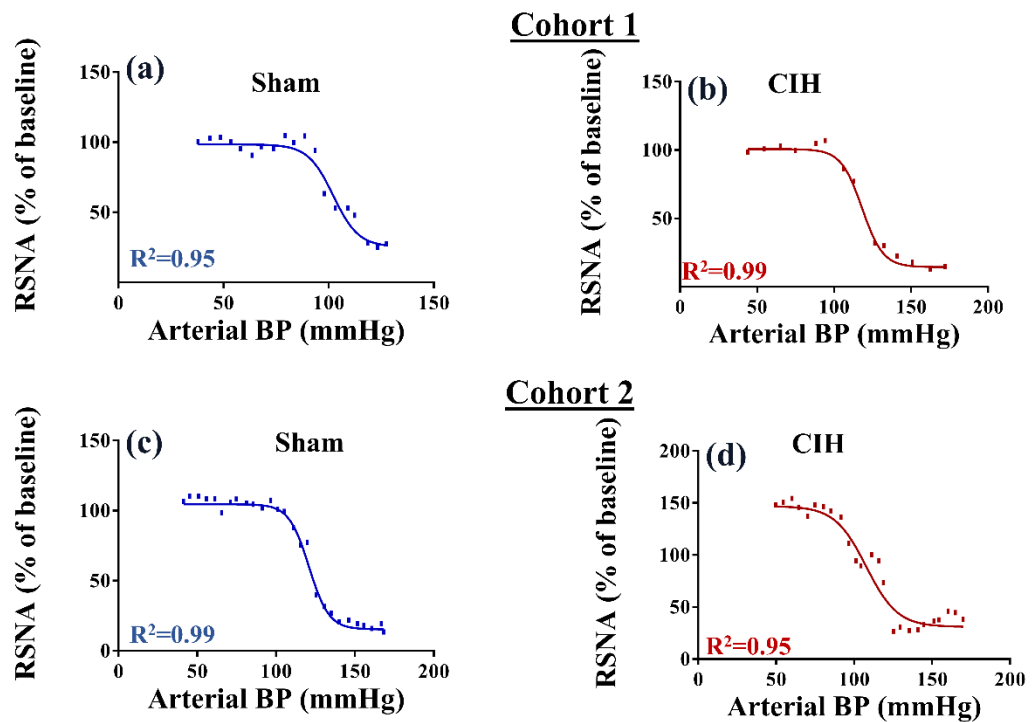 Cohort 1
(a)
Sham
RSNA (% of baseline)
150
100
50
R²=0.95
0
50
100
150
Arterial BP (mmHg)
(b)
CIH
RSNA (% of baseline)
150
100
50
R²=0.99
0
50
100
150
200
Arterial BP (mmHg)
Cohort 2
(c)
Sham
RSNA (% of baseline)
150
100
50
0
R²=0.99
0
50
100
150
200
Arterial BP (mmHg)
(d)
CIH
RSNA (% of baseline)
200
150
100
50
0
R²=0.95
0
50
100
150
200
Arterial BP (mmHg)